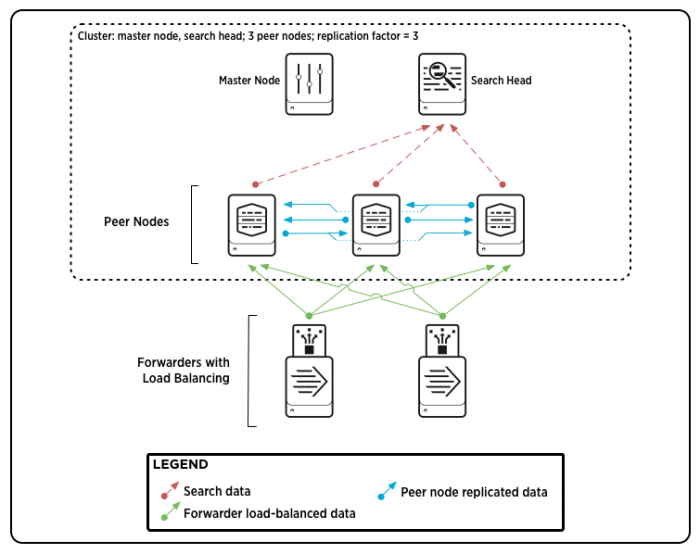 Cluster: master node, search head; 3 peer nodes; replication factor = 3
Master Node
Search Head
Peer Nodes
Forwarders with
Load Balancing
LEGEND
Search data
Peer node replicated data
Forwarder load-balanced data